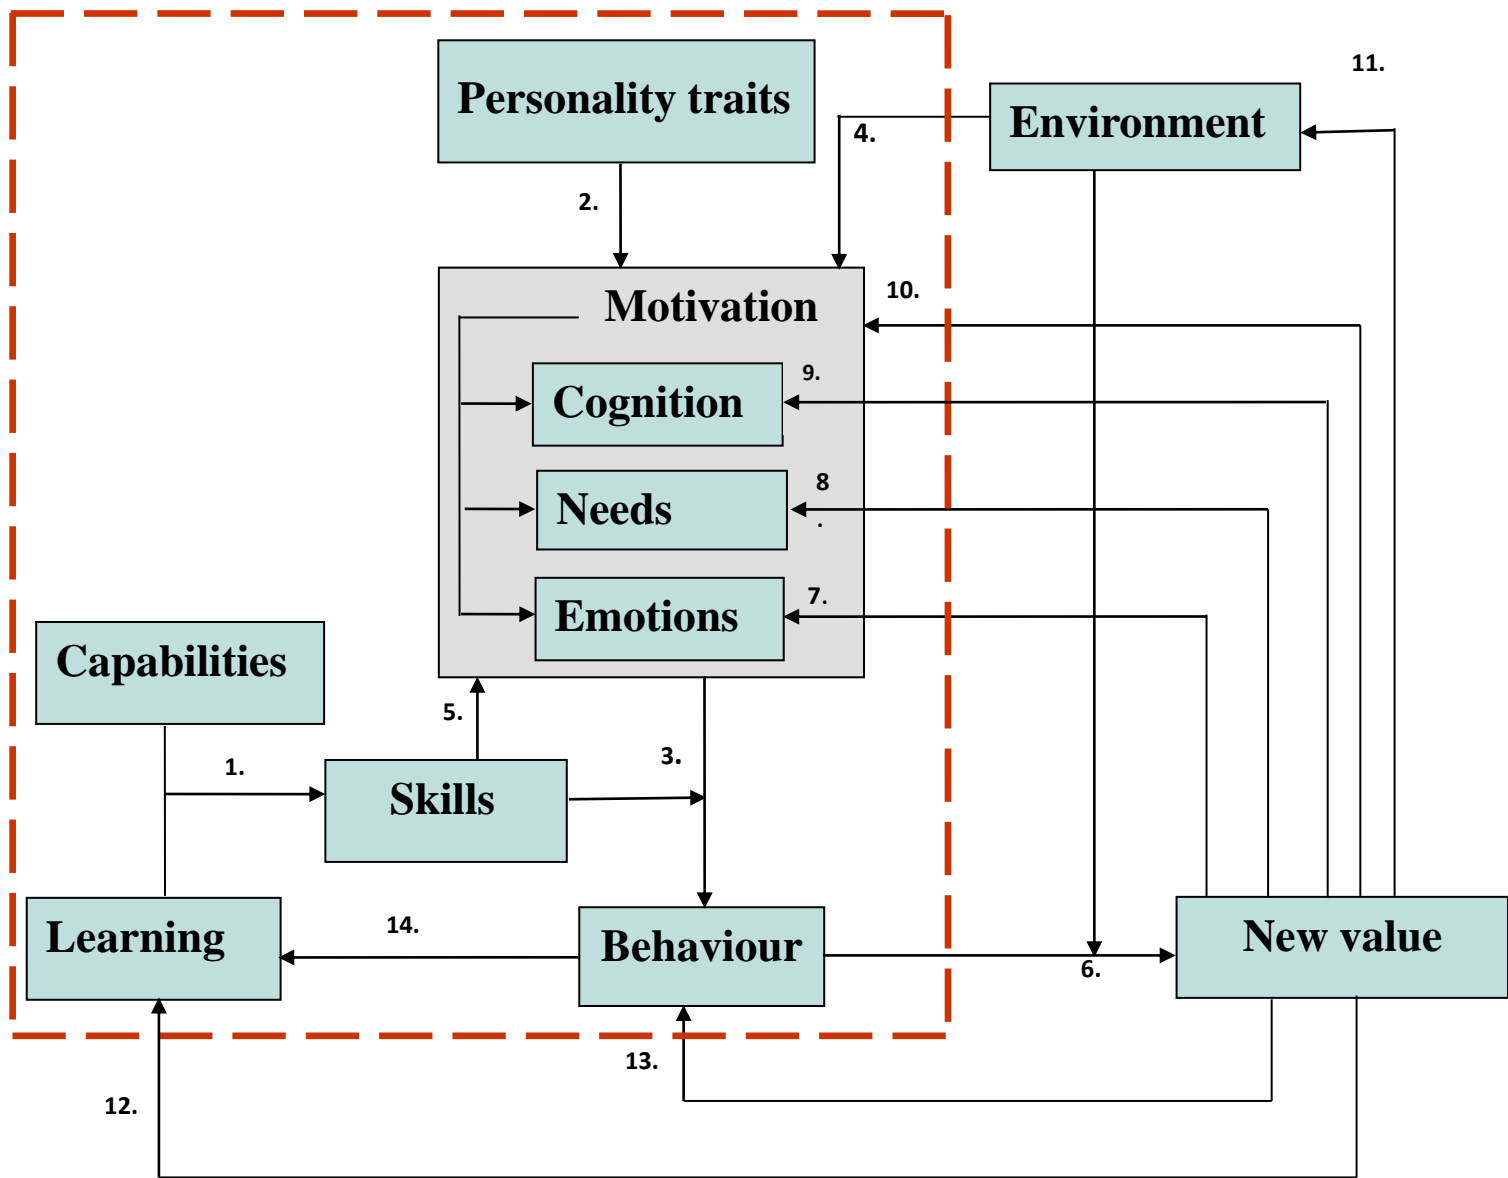 11.
Personality traits
Environment
4.
2.
10.
Motivation
9.
Cognition
8
.
Needs
7.
Emotions
Capabilities
5.
3.
1.
Skills
14.
Learning
Behaviour
New value
6.
13.
12.